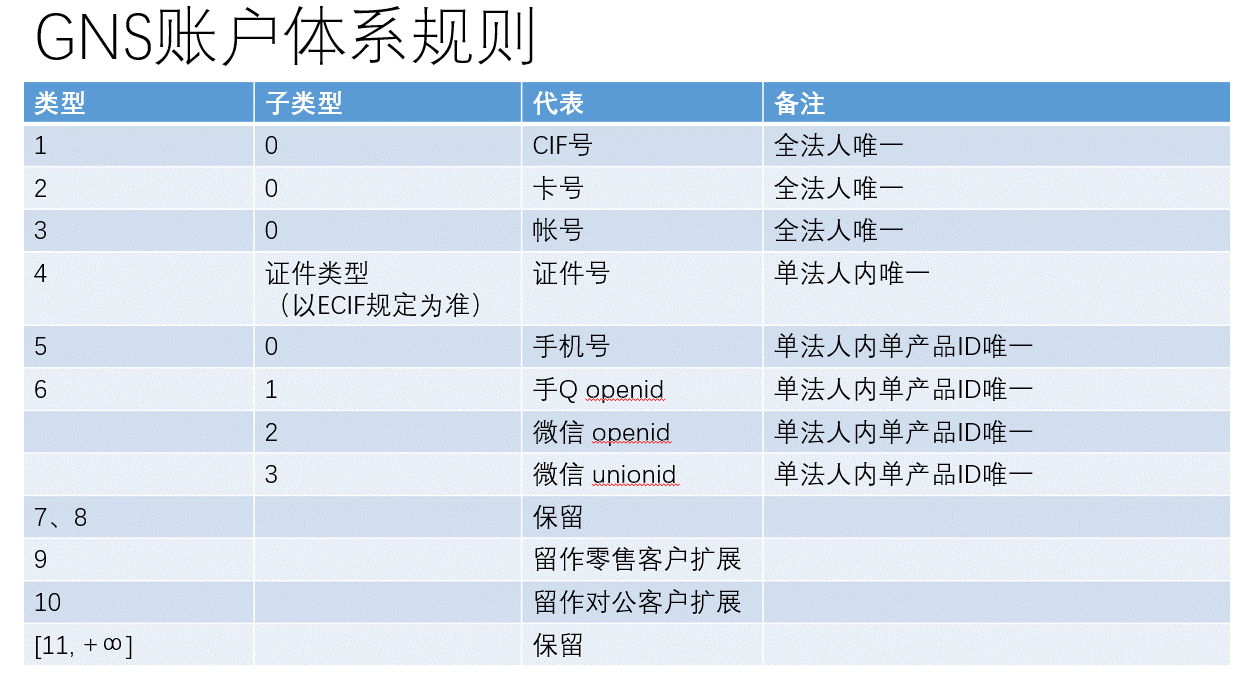 GNS账户体系规则
类型 子类型 代表 备注
1 0 CIF号 全法人唯一
2 0 卡号 全法人唯一
3 0 帐号 全法人唯一
4 证件类型 证件号 单法人内唯一
（以ECIF规定为准）
5 0 手机号 单法人内单产品ID唯一
6 1 手Q openid 单法人内单产品ID唯一
2 微信 openid 单法人内单产品ID唯一
3 微信 unionid 单法人内单产品ID唯一
7、8 保留
9 留作零售客户扩展
10 留作对公客户扩展
[11, +∞] 保留